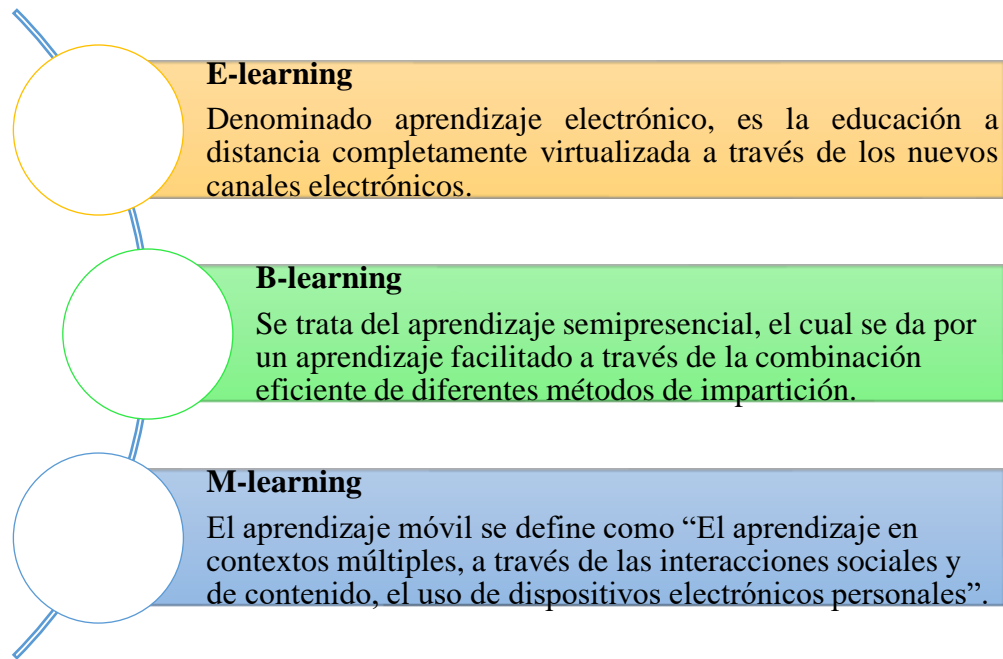 E-learning
Denominado aprendizaje electrónico, es la educación a
distancia completamente virtualizada a través de los nuevos
canales electrónicos.
B-learning
Se trata del aprendizaje semipresencial, el cual se da por
un aprendizaje facilitado a través de la combinación
eficiente de diferentes métodos de impartición.
M-learning
El aprendizaje móvil se define como “El aprendizaje en
contextos múltiples, a través de las interacciones sociales y
de contenido, el uso de dispositivos electrónicos personales”.